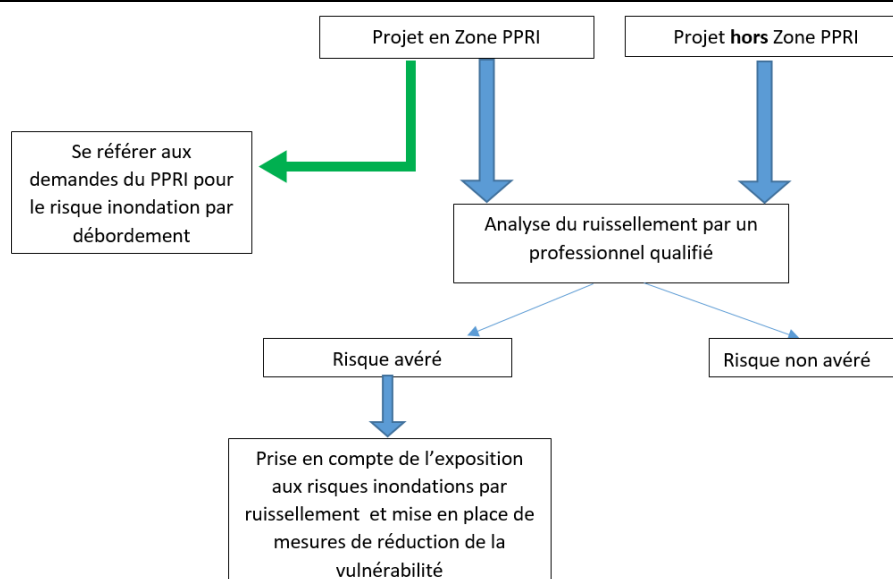 Projet en Zone PPRI
Projet hors Zone PPRI
Se référer aux
demandes du PPRI pour
le risque inondation par
débordement
Analyse du ruissellement par un
professionnel qualifié
Risque avéré
Risque non avéré
Prise en compte de l’exposition
aux risques inondations par
ruissellement et mise en place de
mesures de réduction de la
vulnérabilité